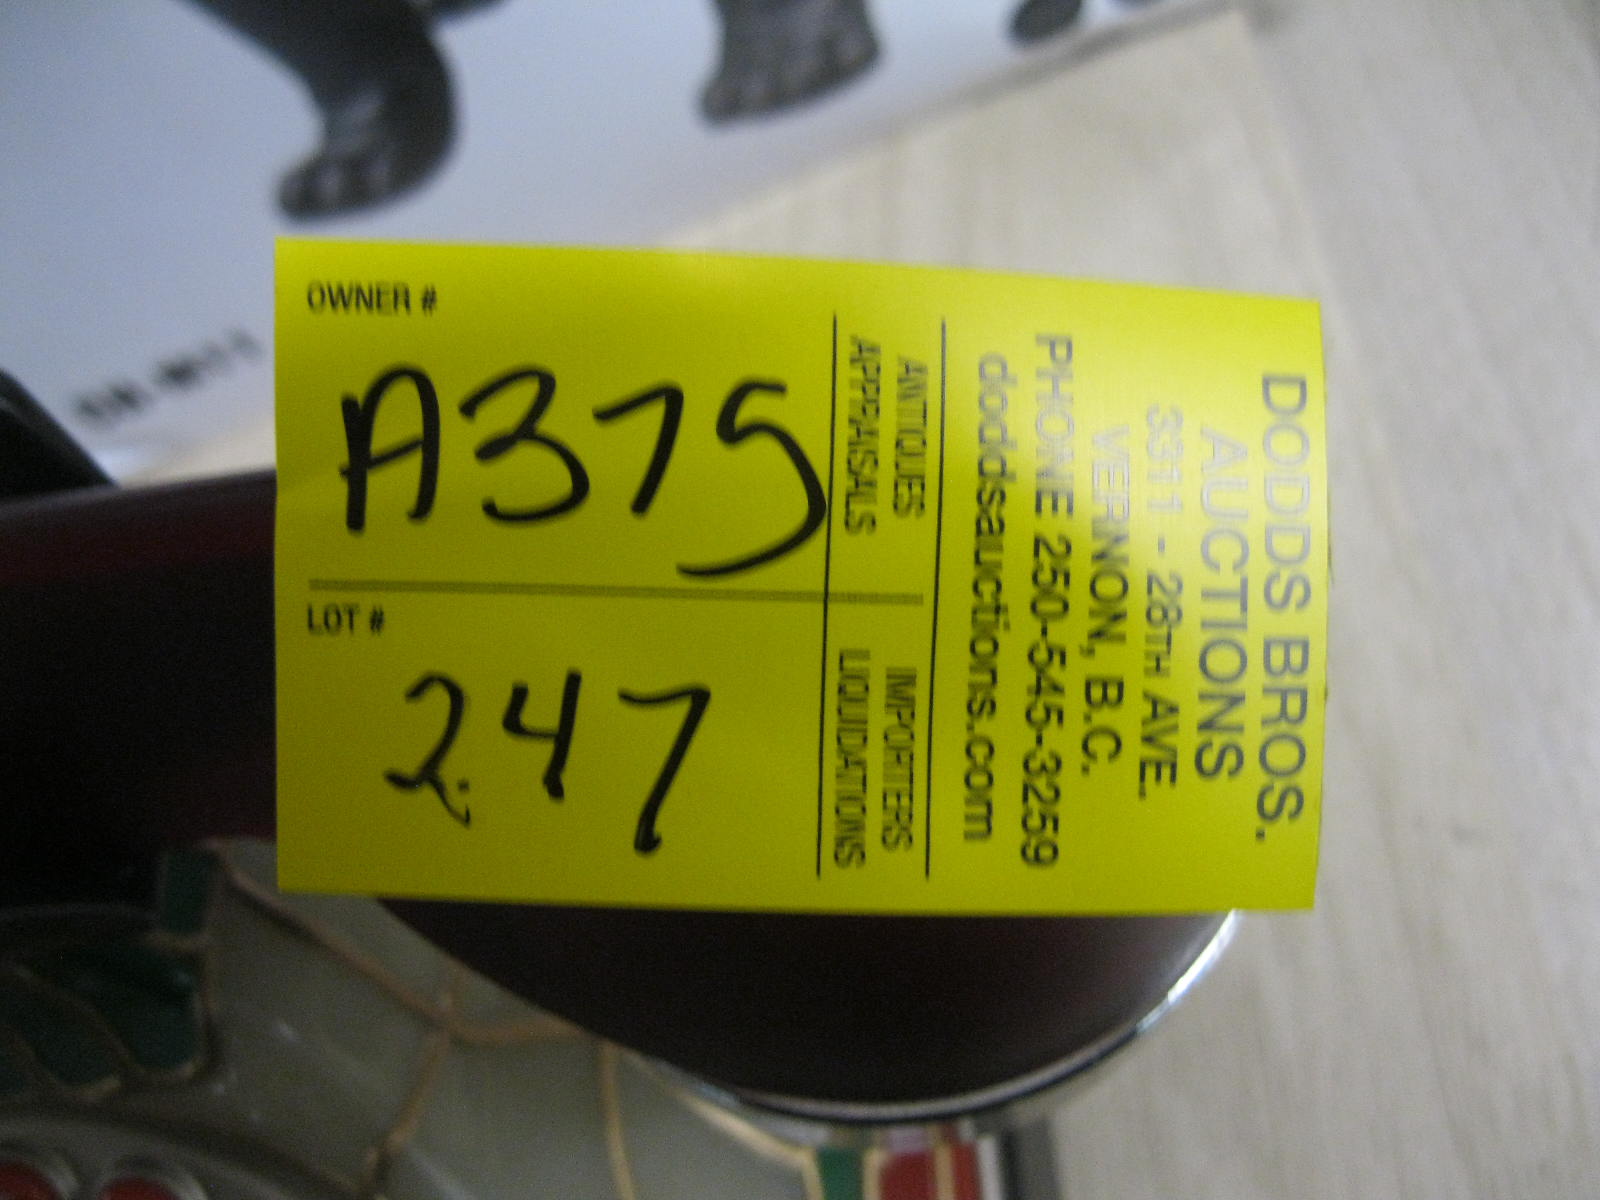 OWNER #
A375
LOT #
247
ANTIQUES
APPRAISALS
IMPORTERS
LIQUIDATIONS
DODDS BROS.
AUCTIONS
3311 - 28TH AVE.
VERNON, B.C.
PHONE 250-545-3259
doddsauctions.com